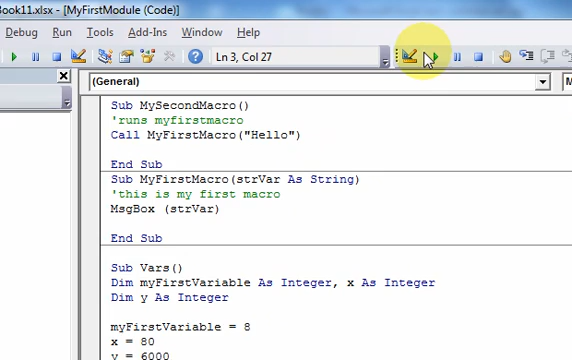 Book11.xlsx - [MyFirstModule (Code)]
Debug Run Tools Add-Ins Window Help
Ln 3, Col 27
(General)
Sub MySecondMacro()
'runs myfirstmacro
Call MyFirstMacro("Hello")
End Sub
Sub MyFirstMacro(strVar As String)
'this is my first macro
MsgBox (strVar)
End Sub
Sub Vars()
Dim myFirstVariable As Integer, x As Integer
Dim y As Integer
myFirstVariable = 8
x = 80
y = 6000